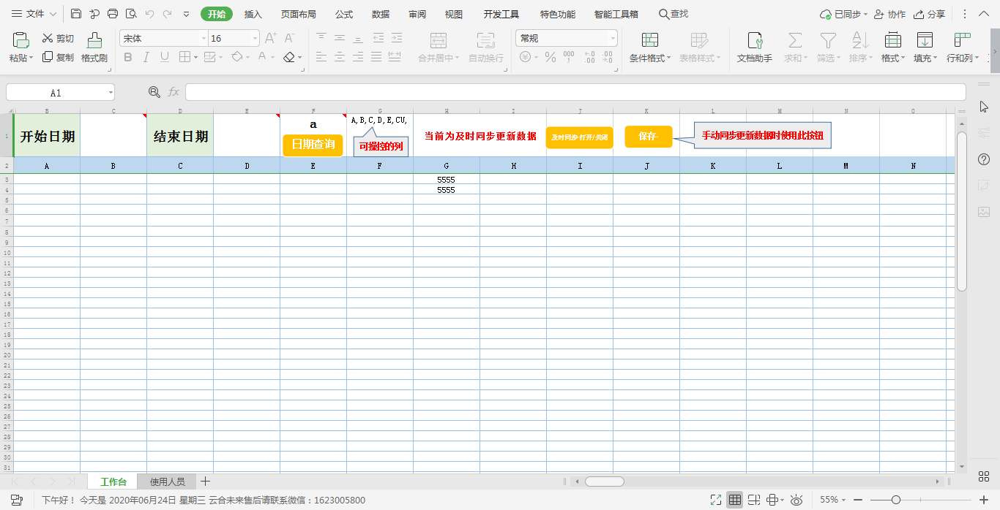 文件 开始 插入 页面布局 公式 数据 审阅 视图 开发工具 特色功能 智能工具箱 查找 已同步 协作 分享
剪切 宋体 16 常规
粘贴 复制 格式刷 合并居中 自动换行 条件格式 表格样式 文档助手 求和 筛选 排序 格式 填充 行和列
A1 fx
B C D E F G H I J K L M N O
1 开始日期 结束日期 a A, B, C, D, E, CU, 当前为及时同步更新数据 及时同步-打开/关闭 保存- 手动同步更新数据时使用此按钮
日期查询 可操控的列
2 A B C D E F G H I J K L M N
3 5555
4 5555
5
6
7
8
9
10
11
12
13
14
15
16
17
18
19
20
21
22
23
24
25
26
27
28
29
30
31
工作台 使用人员
下午好！ 今天是 2020年06月24日 星期三 云合未来售后请联系微信：1623005800 55%